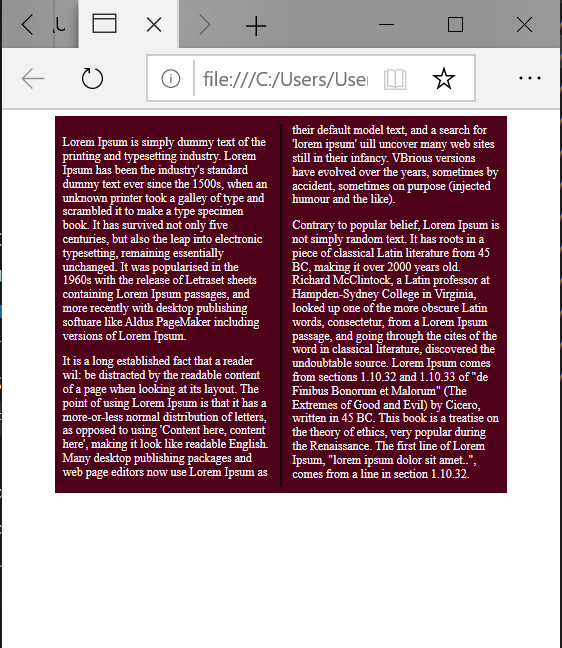 file:///C:/Users/Use
Lorem Ipsum is simply dummy text of the
printing and typesetting industry. Lorem
Ipsum has been the industry's standard
dummy text ever since the 1500s, when an
unknown printer took a galley of type and
scrambled it to make a type specimen
book. It has survived not only five
centuries, but also the leap into electronic
typesetting, remaining essentially
unchanged. It was popularised in the
1960s with the release of Letraset sheets
containing Lorem Ipsum passages, and
more recently with desktop publishing
softuare like Aldus PageMaker including
versions of Lorem Ipsum.
It is a long established fact that a reader
wil: be distracted by the readable content
of a page when looking at its layout. The
point of using Lorem Ipsum is that it has a
more-or-less normal distribution of letters,
as opposed to using 'Content here, content
here', making it look like readable English.
Many desktop publishing packages and
web page editors now use Lorem Ipsum as
their default model text, and a search for
'lorem ipsum' uill uncover many web sites
still in their infancy. VBrious versions
have evolved over the years, sometimes by
accident, sometimes on purpose (injected
humour and the like).
Contrary to popular belief, Lorem Ipsum is
not simply random text. It has roots in a
piece of classical Latin literature from 45
BC, making it over 2000 years old.
Richard McClintock, a Latin professor at
Hampden-Sydney College in Virginia,
looked up one of the more obscure Latin
words, consectetur, from a Lorem Ipsum
passage, and going through the cites of the
word in classical literature, discovered the
undoubtable source. Lorem Ipsum comes
from sections 1.10.32 and 1.10.33 of "de
Finibus Bonorum et Malorum" (The
Extremes of Good and Evil) by Cicero,
written in 45 BC. This book is a treatise on
the theory of ethics, very popular during
the Renaissance. The first line of Lorem
Ipsum, "lorem ipsum dolor sit amet..",
comes from a line in section 1.10.32.